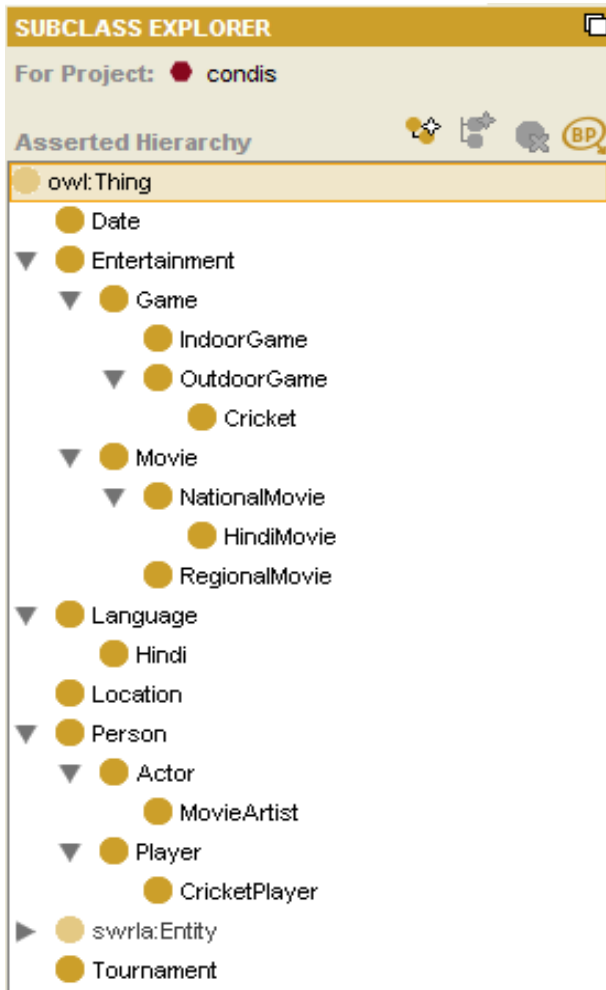 SUBCLASS EXPLORER
For Project: condis
Asserted Hierarchy
BP
owl:Thing
Date
Entertainment
Game
IndoorGame
OutdoorGame
Cricket
Movie
NationalMovie
HindiMovie
RegionalMovie
Language
Hindi
Location
Person
Actor
MovieArtist
Player
CricketPlayer
swrla:Entity
Tournament